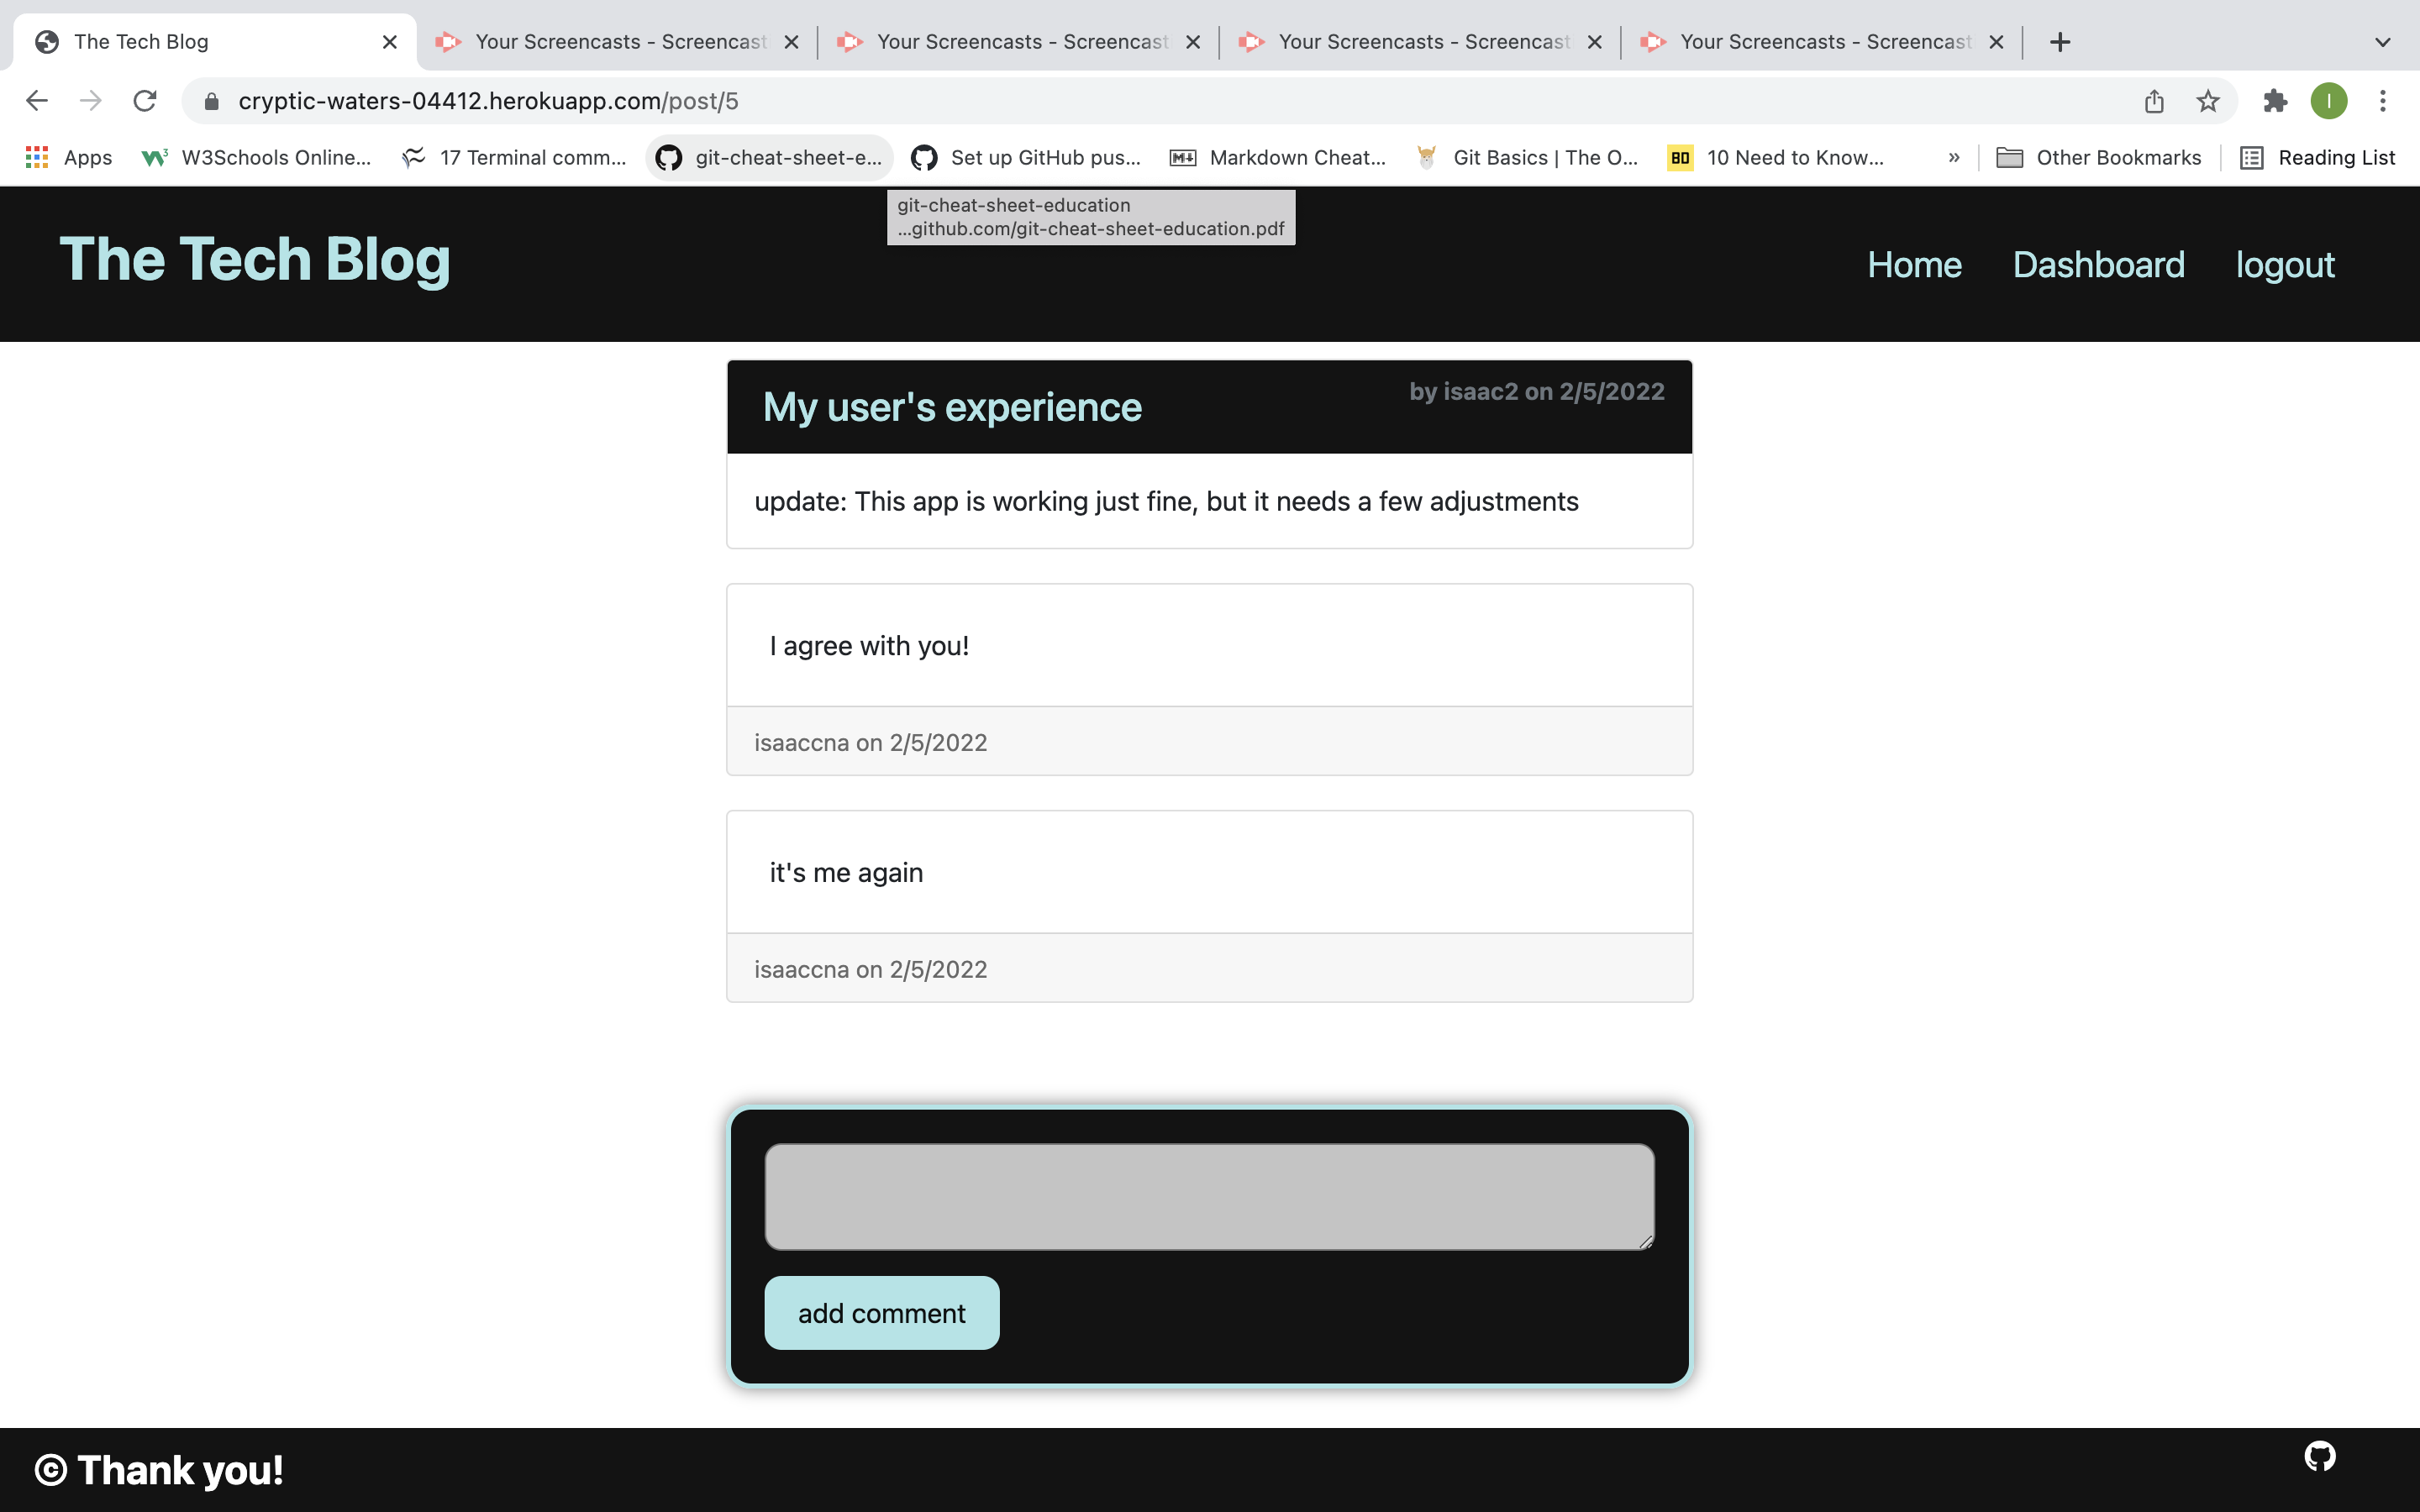 The Tech Blog
Your Screencasts - Screencast
Your Screencasts - Screencast
Your Screencasts - Screencast
Your Screencasts - Screencast
cryptic-waters-04412.herokuapp.com/post/5
I
Apps
W3Schools Online...
17 Terminal comm...
git-cheat-sheet-e...
Set up GitHub pus...
Markdown Cheat...
Git Basics | The O...
BD 10 Need to Know...
»
Other Bookmarks
Reading List
git-cheat-sheet-education
...github.com/git-cheat-sheet-education.pdf
The Tech Blog
Home
Dashboard
logout
My user's experience
by isaac2 on 2/5/2022
update: This app is working just fine, but it needs a few adjustments
I agree with you!
isaaccna on 2/5/2022
it's me again
isaaccna on 2/5/2022
add comment
© Thank you!